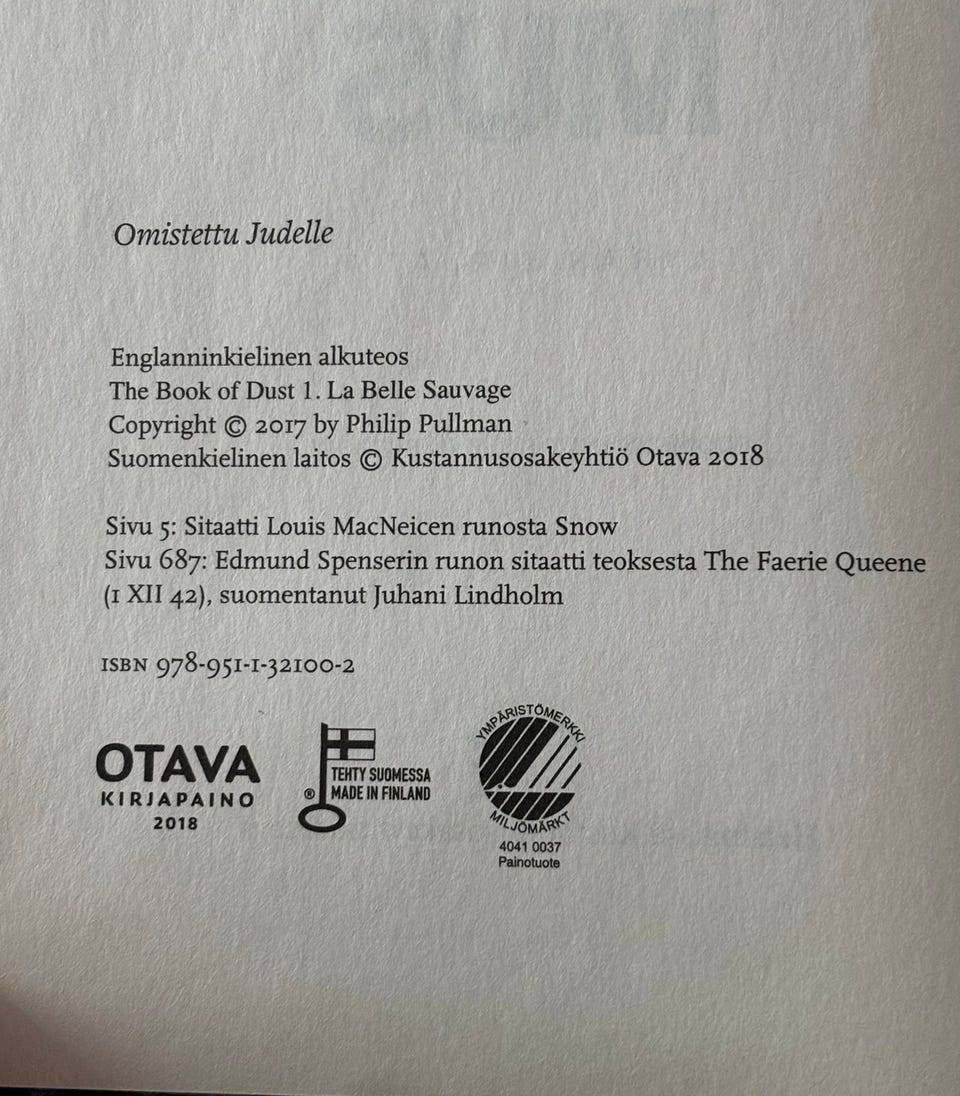 Omistettu Judelle
Englanninkielinen alkuteos
The Book of Dust 1. La Belle Sauvage
Copyright © 2017 by Philip Pullman
Suomenkielinen laitos © Kustannusosakeyhtiö Otava 2018
Sivu 5: Sitaatti Louis MacNeicen runosta Snow
Sivu 687: Edmund Spenserin runon sitaatti teoksesta The Faerie Queene
(1 XII 42), suomentanut Juhani Lindholm
ISBN 978-951-1-32100-2
OTAVA
KIRJAPAINO
2018
TEHTY SUOMESSA
® MADE IN FINLAND
YMPÄRISTÖMERKKI
MILJÖMÄRKT
4041 0037
Painotuote